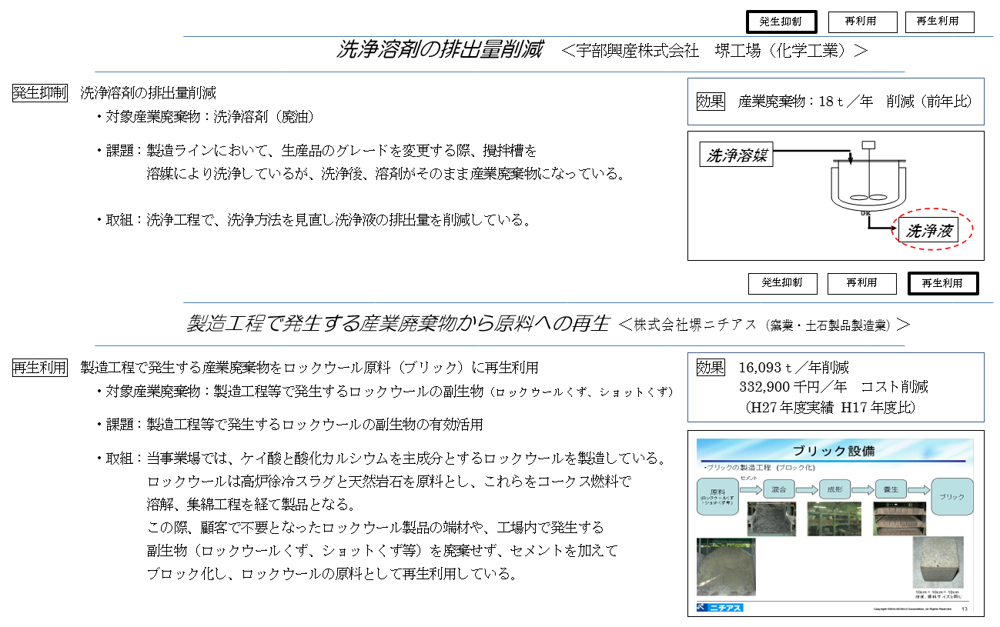 発生抑制 再利用 再生利用
洗浄溶剤の排出量削減 ＜宇部興産株式会社　堺工場（化学工業）＞
発生抑制 洗浄溶剤の排出量削減
・対象産業廃棄物：洗浄溶剤（廃油）
・課題：製造ラインにおいて、生産品のグレードを変更する際、攪拌槽を
溶媒により洗浄しているが、洗浄後、溶剤がそのまま産業廃棄物になっている。
・取組：洗浄工程で、洗浄方法を見直し洗浄液の排出量を削減している。
効果　産業廃棄物：18ｔ／年　削減（前年比）
洗浄溶媒
洗浄液
発生抑制 再利用 再生利用
製造工程で発生する産業廃棄物から原料への再生 ＜株式会社堺ニチアス（窯業・土石製品製造業）＞
再生利用 製造工程で発生する産業廃棄物をロックウール原料（ブリック）に再生利用
・対象産業廃棄物：製造工程等で発生するロックウールの副生物（ロックウールくず、ショットくず）
・課題：製造工程等で発生するロックウールの副生物の有効活用
・取組：当事業場では、ケイ酸と酸化カルシウムを主成分とするロックウールを製造している。
ロックウールは高炉徐冷スラグと天然岩石を原料とし、これらをコークス燃料で
溶解、集綿工程を経て製品となる。
この際、顧客で不要となったロックウール製品の端材や、工場内で発生する
副生物（ロックウールくず、ショットくず等）を廃棄せず、セメントを加えて
ブロック化し、ロックウールの原料として再生利用している。
効果　16,093ｔ／年削減
332,900千円／年　コスト削減
（H27年度実績 H17年度比）
ブリック設備
・ブリックの製造工程（ブロック化）
セメント
原料 混合 成形 養生 ブリック
(ロックウールくず
・ショットくず等)
10cm×10cm×10cm
ほぼ、原料サイズと同じ
ニチアス Copyright ©2014 NICHIAS Corporation, All Rights Reserved. 13